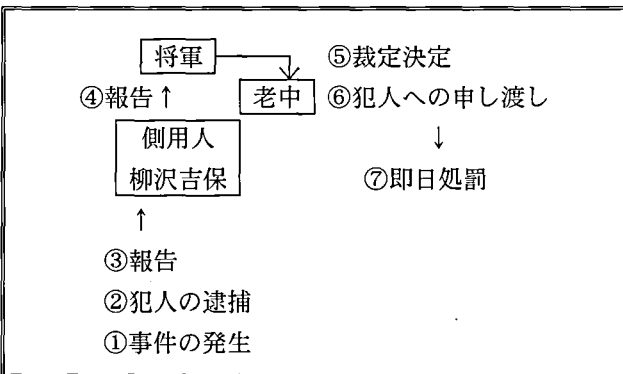 将軍
⑤裁定決定
④報告↑
老中
⑥犯人への申し渡し
↓
側用人
柳沢吉保
⑦即日処罰
↑
③報告
②犯人の逮捕
①事件の発生